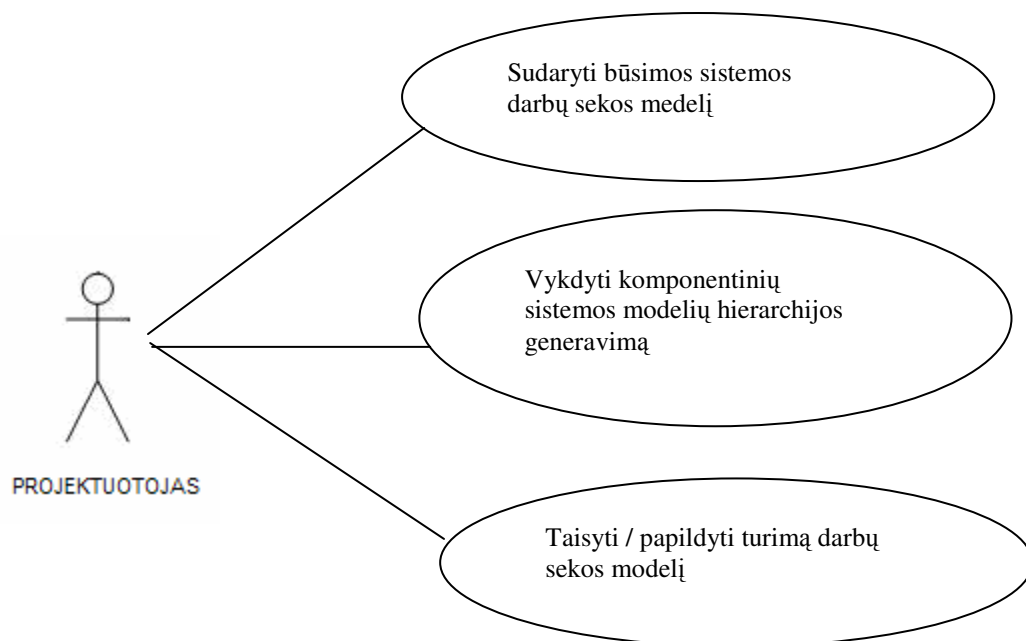 Sudaryti būsimos sistemos
darbų sekos medelį
Vykdyti komponentinių
sistemos modelių hierarchijos
generavimą
PROJEKTUOTOJAS
Taisyti / papildyti turimą darbų
sekos modelį